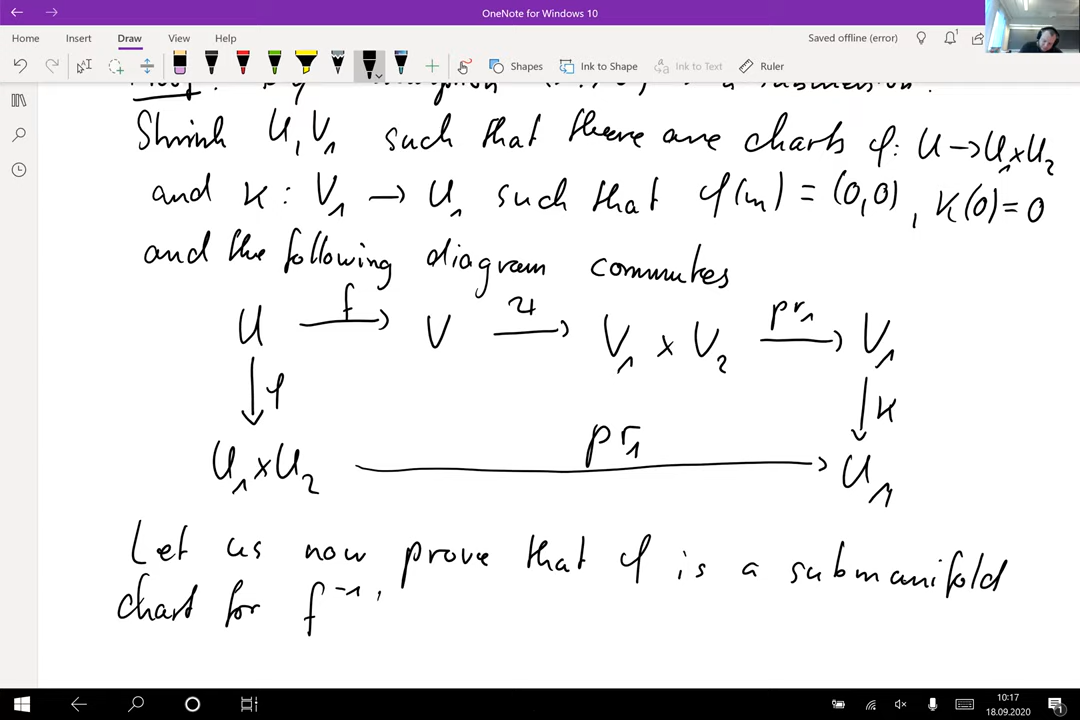 OneNote for Windows 10
Home Insert Draw View Help
Saved offline (error)
Shapes Ink to Shape Ink to Text Ruler
Proof: By
Shrink U, V₁ such that there are charts φ: U → U₁×U₂
and κ: V₁ → U₁ such that φ(m) = (0,0), κ(0)=0
and the following diagram commutes
U f→ V ψ→ V₁ × V₂ pr₁→ V₁
↓φ ↓κ
U₁×U₂ pr₁→ U₁
Let us now prove that φ is a submanifold
chart for f⁻¹,
10:17
18.09.2020